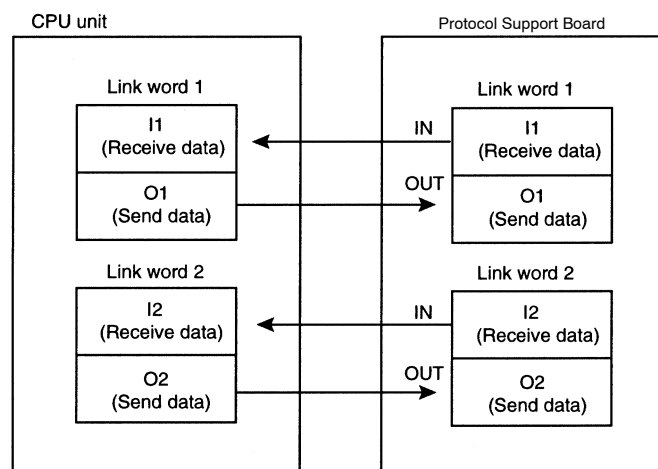 CPU unit
Protocol Support Board
Link word 1
I1
(Receive data)
O1
(Send data)
IN
OUT
Link word 1
I1
(Receive data)
O1
(Send data)
Link word 2
I2
(Receive data)
O2
(Send data)
IN
OUT
Link word 2
I2
(Receive data)
O2
(Send data)